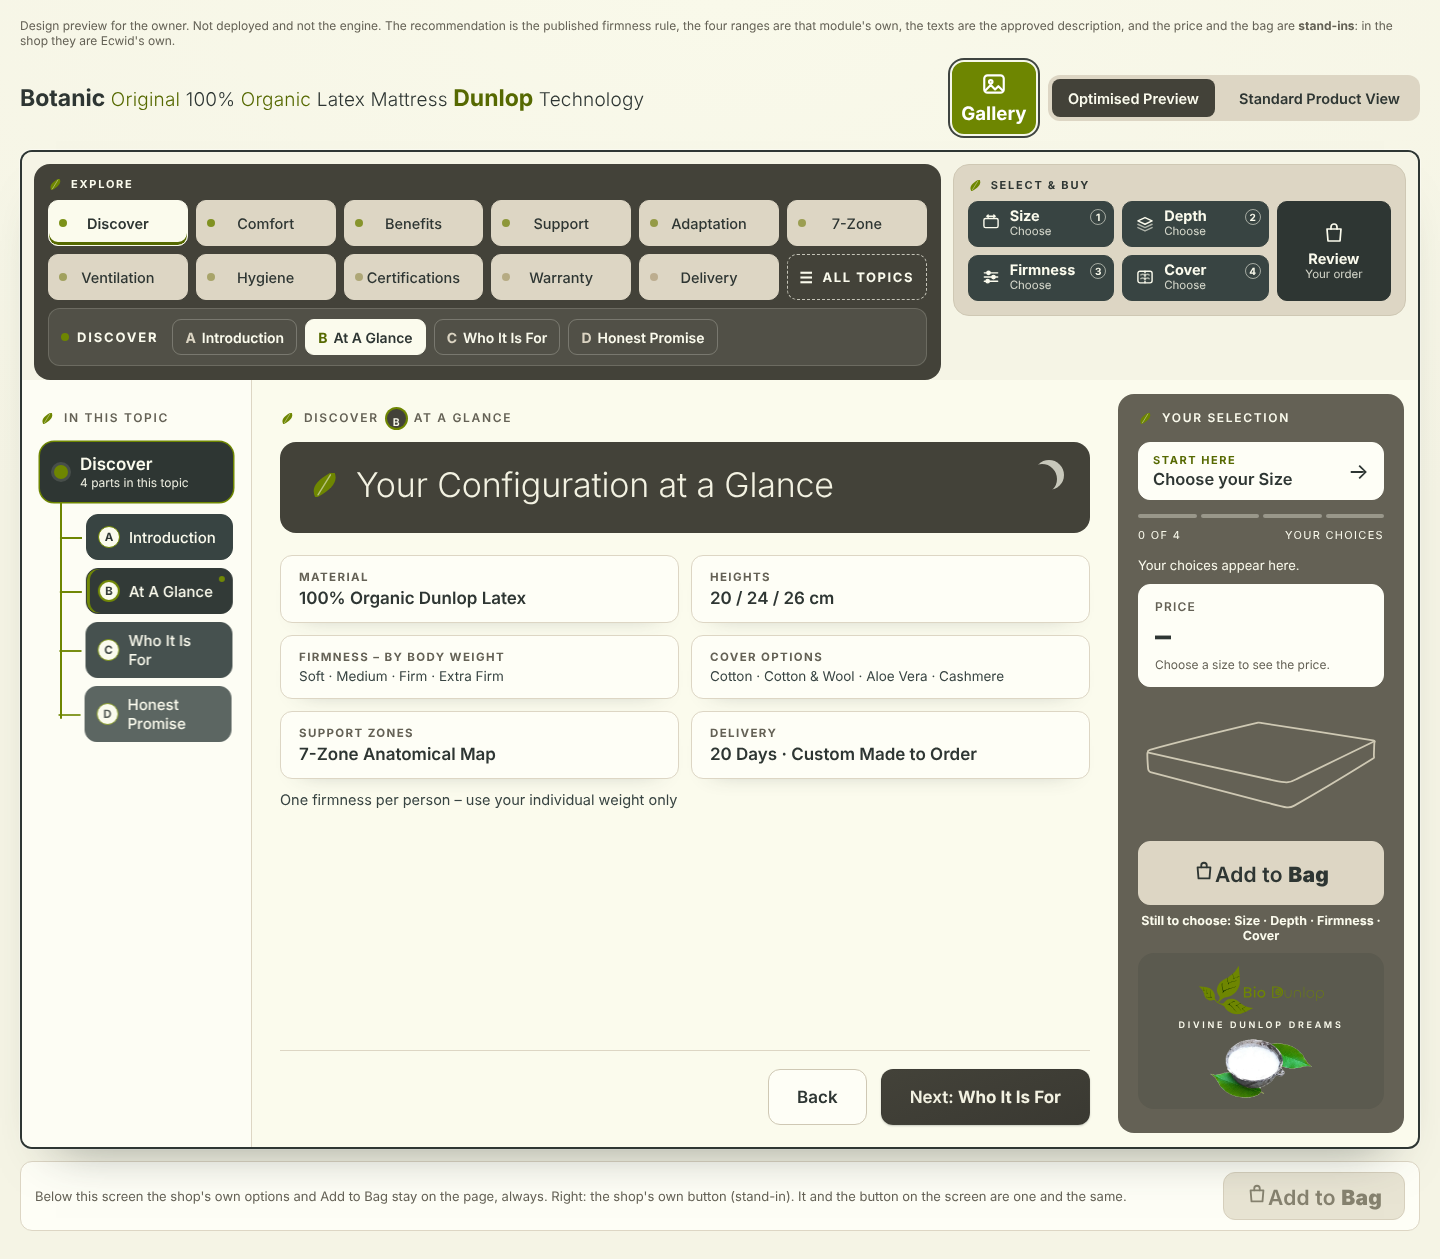 Design preview for the owner. Not deployed and not the engine. The recommendation is the published firmness rule, the four ranges are that module's own, the texts are the approved description, and the price and the bag are stand-ins: in the
shop they are Ecwid's own.
Botanic Original 100% Organic Latex Mattress Dunlop Technology
Gallery
Optimised Preview
Standard Product View
EXPLORE
Discover
Comfort
Benefits
Support
Adaptation
7-Zone
Ventilation
Hygiene
Certifications
Warranty
Delivery
ALL TOPICS
DISCOVER
A Introduction
B At A Glance
C Who It Is For
D Honest Promise
SELECT & BUY
Size
Choose
1
Depth
Choose
2
Firmness
Choose
3
Cover
Choose
4
Review
Your order
IN THIS TOPIC
Discover
4 parts in this topic
A Introduction
B At A Glance
C Who It Is
For
D Honest
Promise
DISCOVER B AT A GLANCE
Your Configuration at a Glance
MATERIAL
100% Organic Dunlop Latex
HEIGHTS
20 / 24 / 26 cm
FIRMNESS – BY BODY WEIGHT
Soft · Medium · Firm · Extra Firm
COVER OPTIONS
Cotton · Cotton & Wool · Aloe Vera · Cashmere
SUPPORT ZONES
7-Zone Anatomical Map
DELIVERY
20 Days · Custom Made to Order
One firmness per person – use your individual weight only
Back
Next: Who It Is For
YOUR SELECTION
START HERE
Choose your Size
0 OF 4
YOUR CHOICES
Your choices appear here.
PRICE
–
Choose a size to see the price.
Add to Bag
Still to choose: Size · Depth · Firmness ·
Cover
Bio Dunlop
DIVINE DUNLOP DREAMS
Below this screen the shop's own options and Add to Bag stay on the page, always. Right: the shop's own button (stand-in). It and the button on the screen are one and the same.
Add to Bag